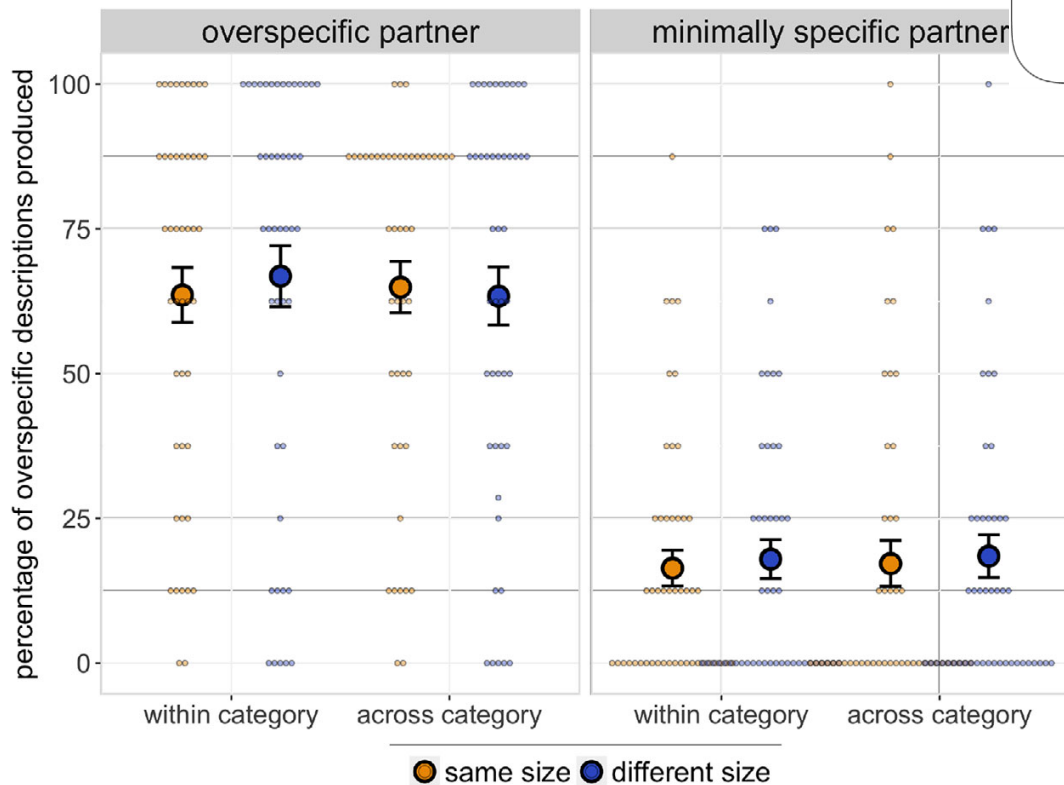 overspecific partner
minimally specific partner
percentage of overspecific descriptions produced
100
75
50
25
0
within category
across category
within category
across category
same size
different size